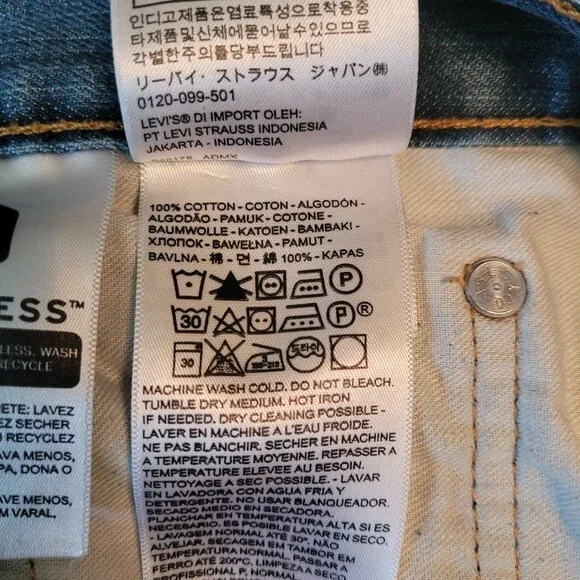 인디고제품은염료특성으로착용중
타제품및신체에묻어날수있으므로
각별한주의를당부드립니다
リーバイ・ストラウス ジャパン㈱
0120-099-501
LEVI'S® DI IMPORT OLEH:
PT LEVI STRAUSS INDONESIA
JAKARTA - INDONESIA
100% COTTON - COTON - ALGODÓN -
ALGODÃO - PAMUK - COTONE -
BAUMWOLLE - KATOEN - BAMBAKI -
ХЛОПОК - BAWEŁNA - PAMUT -
BAVLNA - 棉 - 면 - 綿 100% - KAPAS
P
30 P ®
30 180-210 드라이
MACHINE WASH COLD. DO NOT BLEACH.
TUMBLE DRY MEDIUM. HOT IRON
IF NEEDED. DRY CLEANING POSSIBLE -
LAVER EN MACHINE A L'EAU FROIDE.
NE PAS BLANCHIR. SECHER EN MACHINE
A TEMPERATURE MOYENNE. REPASSER A
TEMPERATURE ELEVEE AU BESOIN.
NETTOYAGE A SEC POSSIBLE. - LAVAR
EN LAVADORA CON AGUA FRIA Y
DETERGENTE. NO USAR BLANQUEADOR.
SECADO MEDIO EN SECADORA.
PLANCHAR EN TEMPERATURA ALTA SI ES
NECESARIO. ES POSIBLE LAVAR EN SECO.
- LAVAGEM NORMAL ATÉ 30°. NÃO
ALVEJAR. SECAGEM EM TAMBOR EM
TEMPERATURA NORMAL. PASSAR A
FERRO ATÉ 200°C. LIMPEZA A SECO
ESS™
LESS, WASH
RECYCLE
ETE: LAVEZ
Z SECHER
U RECYCLEZ
AVA MENOS,
PA, DONA O
AVE MENOS,
M VARAL,